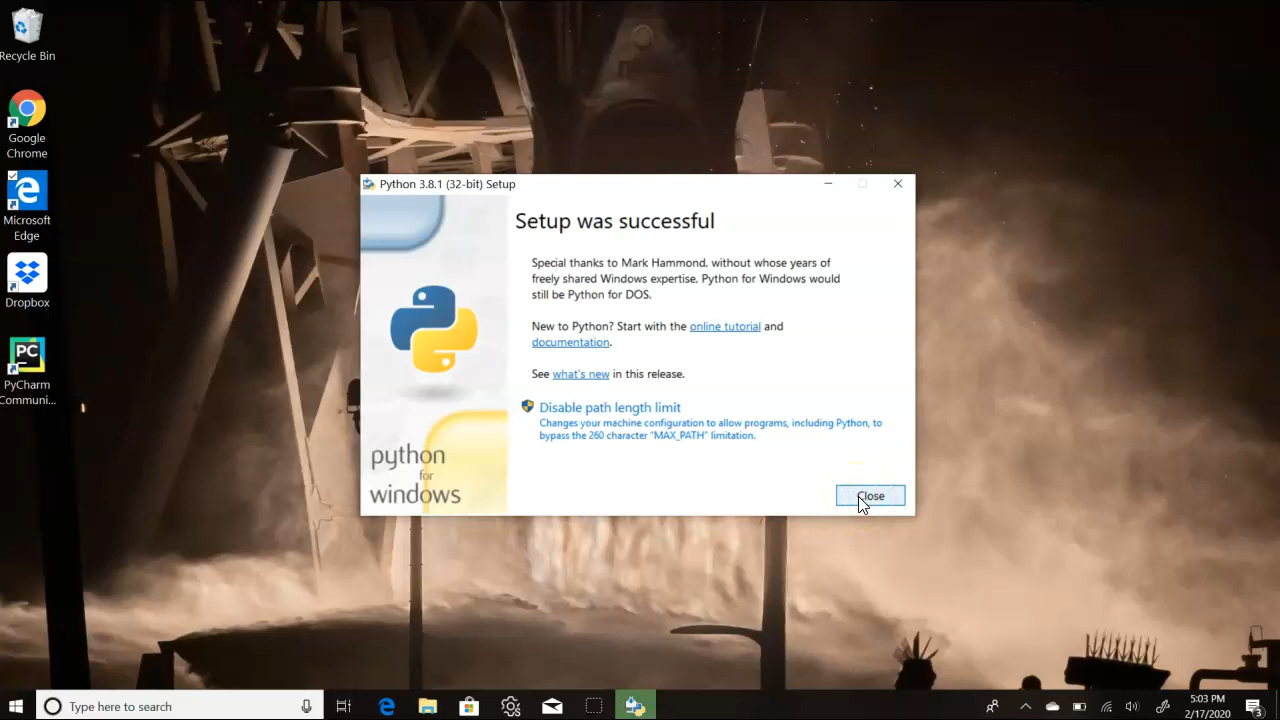 Recycle Bin
Google
Chrome
Microsoft
Edge
Dropbox
PC
PyCharm
Communi...
Python 3.8.1 (32-bit) Setup
Setup was successful
Special thanks to Mark Hammond, without whose years of
freely shared Windows expertise, Python for Windows would
still be Python for DOS.
New to Python? Start with the online tutorial and
documentation.
See what's new in this release.
Disable path length limit
Changes your machine configuration to allow programs, including Python, to
bypass the 260 character "MAX_PATH" limitation.
python
for
windows
Close
Type here to search
5:03 PM
2/17/2020
3